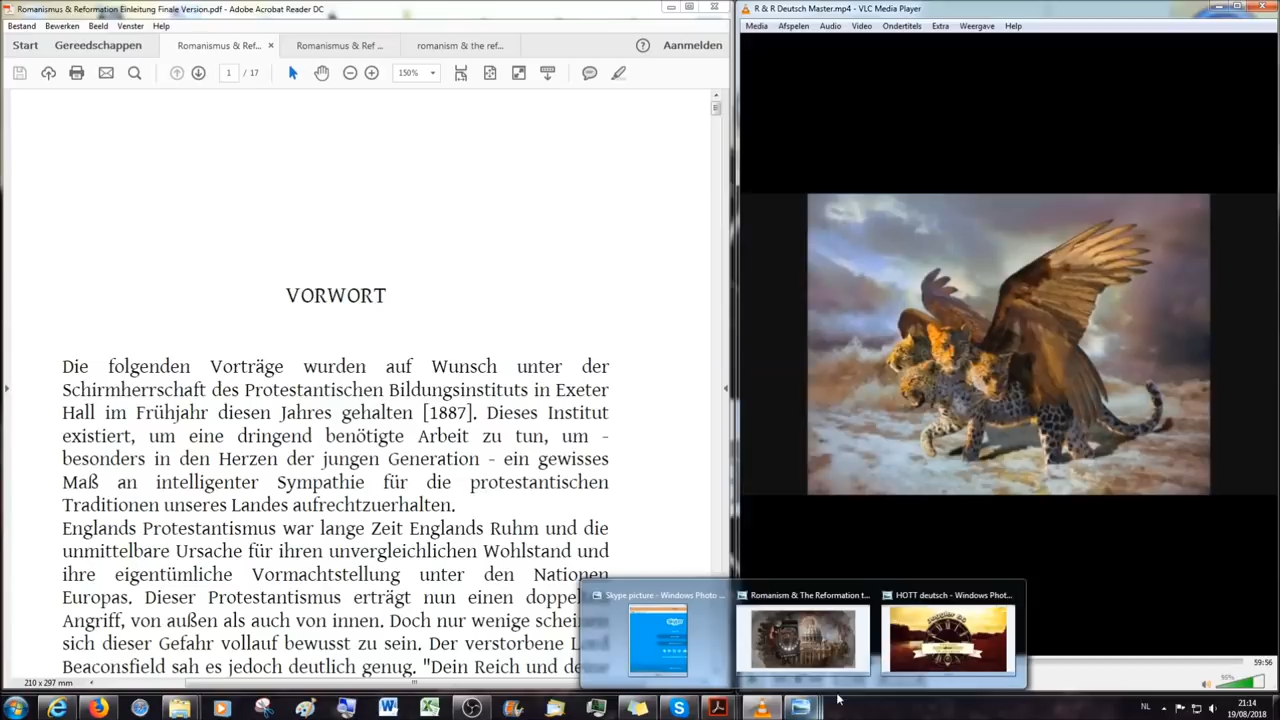 Romanismus & Reformation Einleitung Finale Version.pdf - Adobe Acrobat Reader DC
Bestand Bewerken Beeld Venster Help
Start Gereedschappen Romanismus & Ref... × Romanismus & Ref ... romanism & the ref... Aanmelden
1 / 17 150%
VORWORT
Die folgenden Vorträge wurden auf Wunsch unter der
Schirmherrschaft des Protestantischen Bildungsinstituts in Exeter
Hall im Frühjahr diesen Jahres gehalten [1887]. Dieses Institut
existiert, um eine dringend benötigte Arbeit zu tun, um -
besonders in den Herzen der jungen Generation - ein gewisses
Maß an intelligenter Sympathie für die protestantischen
Traditionen unseres Landes aufrechtzuerhalten.
Englands Protestantismus war lange Zeit Englands Ruhm und die
unmittelbare Ursache für ihren unvergleichlichen Wohlstand und
ihre eigentümliche Vormachtstellung unter den Nationen
Europas. Dieser Protestantismus erträgt nun einen doppel
Angriff, von außen als auch von innen. Doch nur wenige schei
sich dieser Gefahr vollauf bewusst zu sein. Der verstorbene L
Beaconsfield sah es jedoch deutlich genug. "Dein Reich und de
210 x 297 mm
R & R Deutsch Master.mp4 - VLC Media Player
Media Afspelen Audio Video Ondertitels Extra Weergave Help
Skype picture - Windows Photo ...
Romanism & The Reformation t...
HOTT deutsch - Windows Phot...
59:56
95%
NL
21:14
19/08/2018